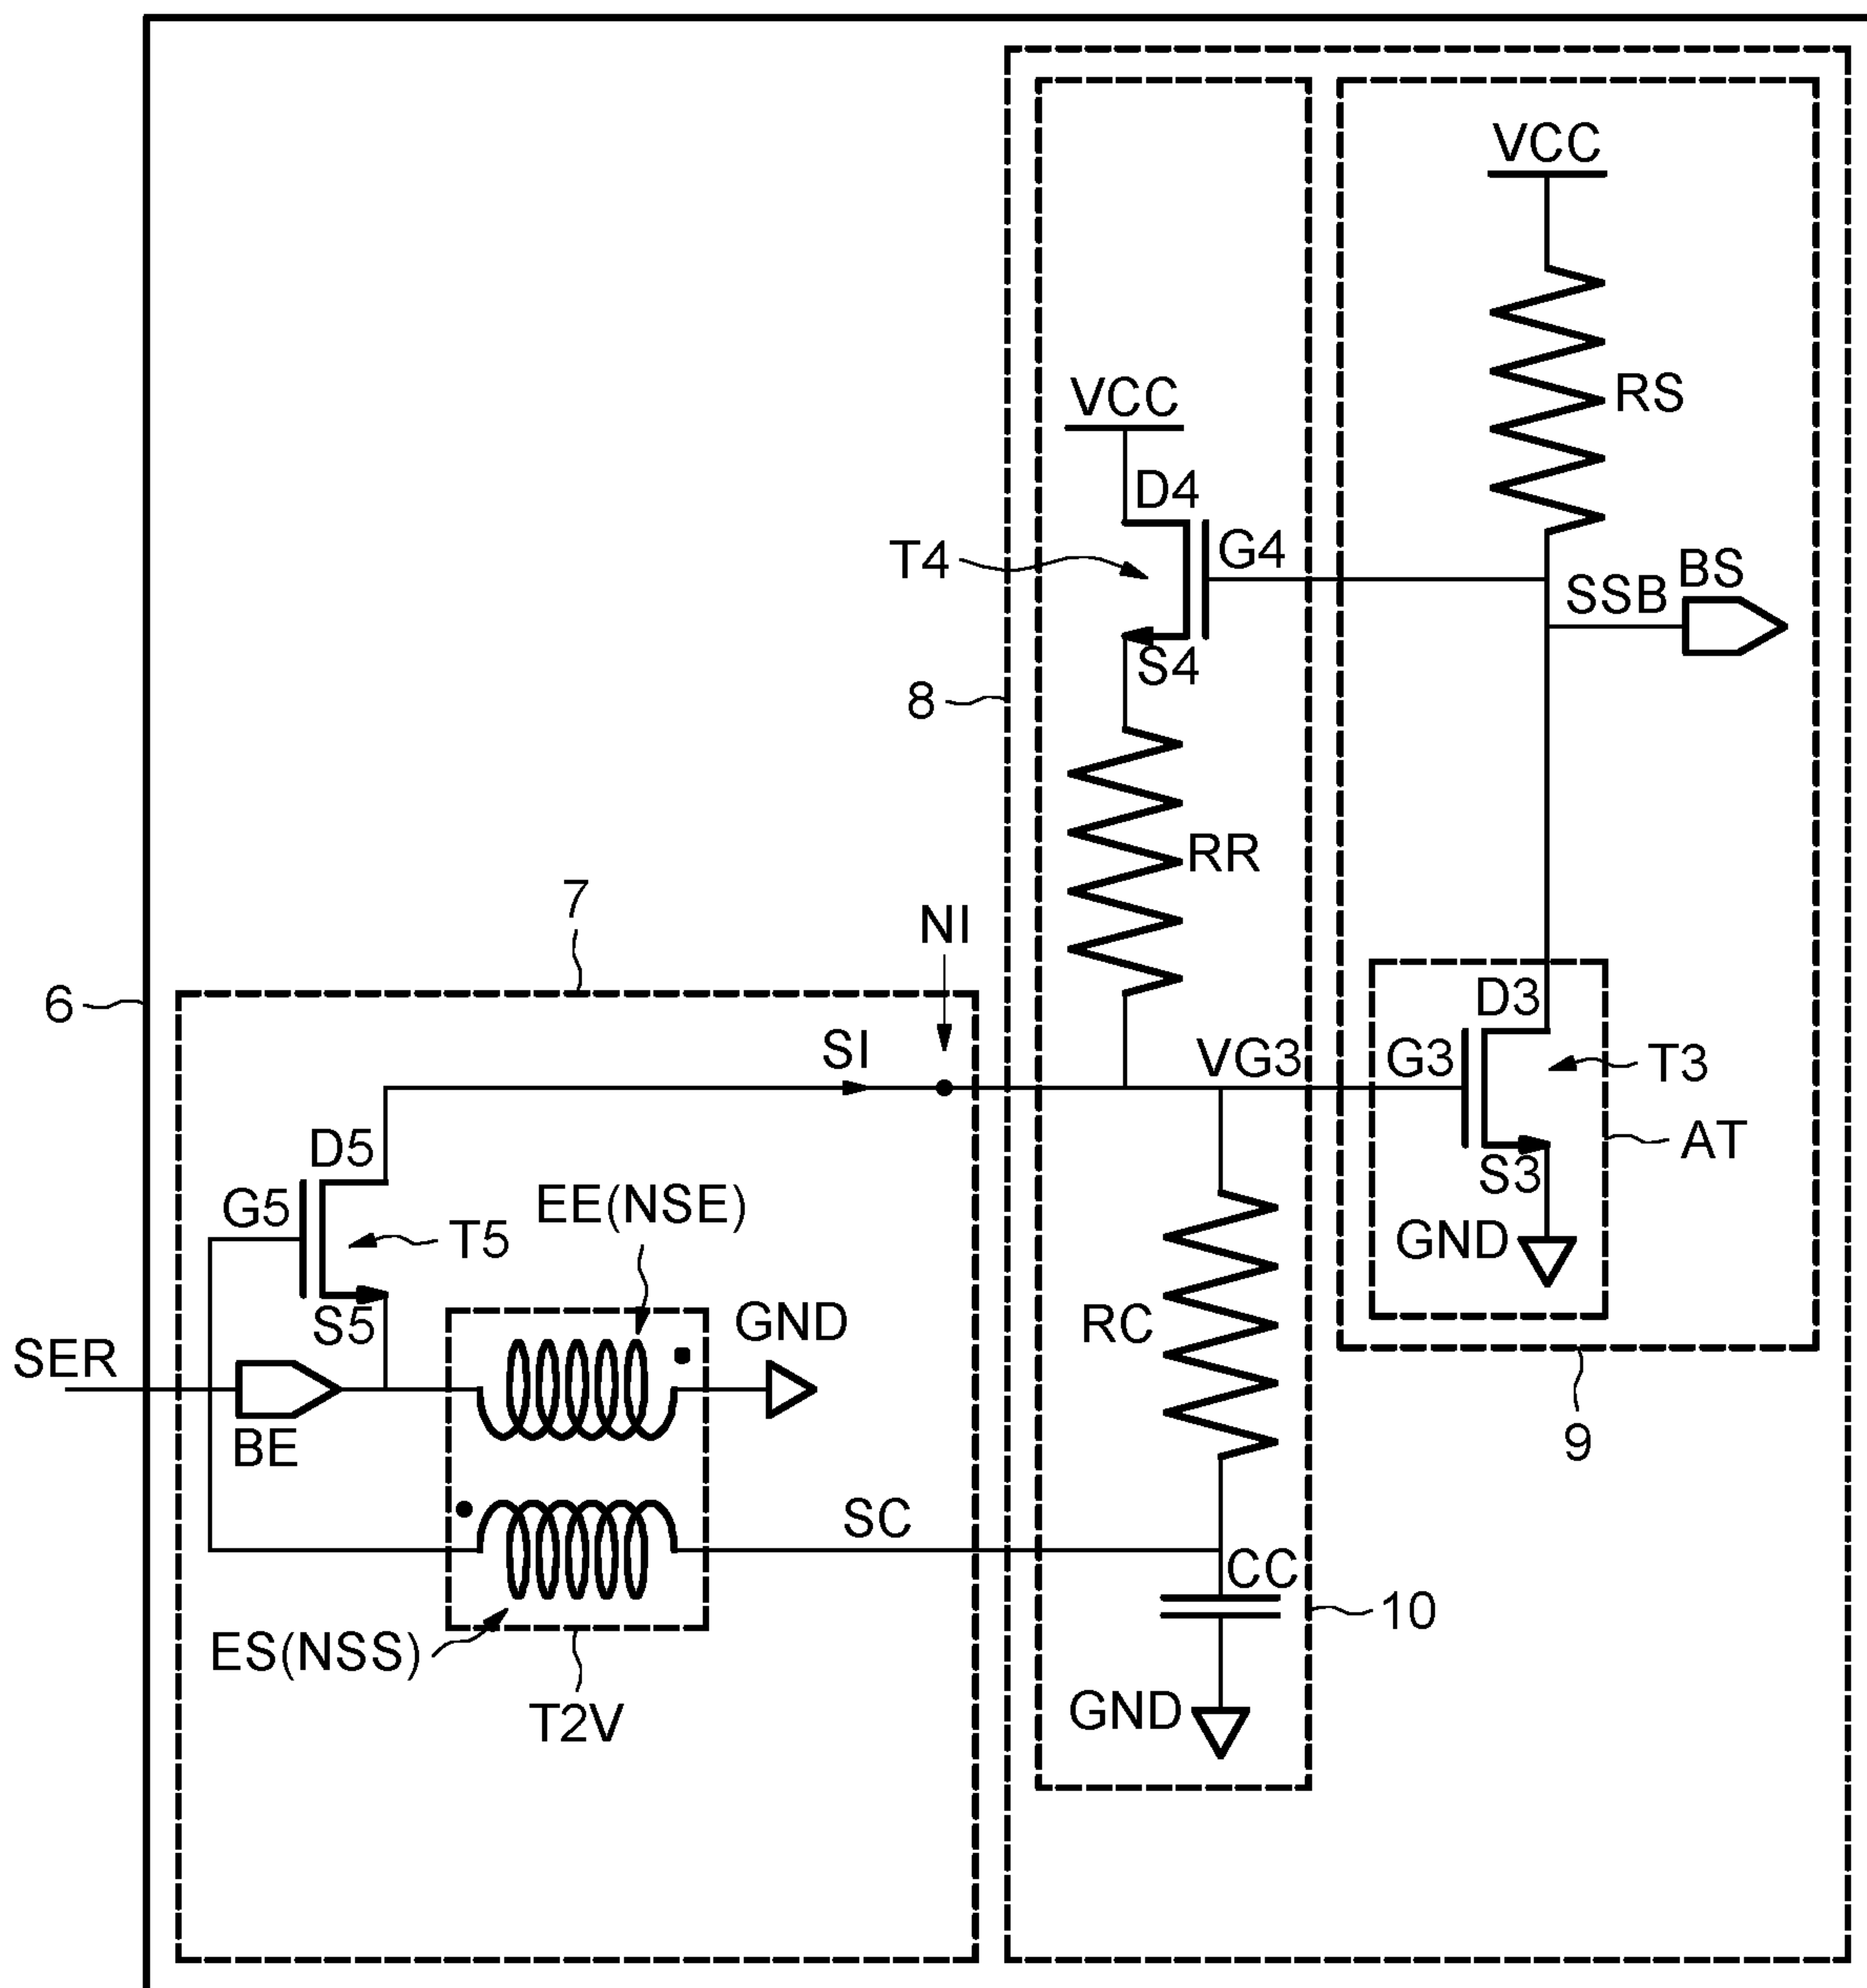 VCC
VCC
RS
D4
T4
G4
SSB
BS
S4
8
RR
7
NI
6
D3
SI
VG3
G3
T3
D5
AT
S3
EE(NSE)
G5
T5
GND
S5
GND
RC
SER
BE
9
SC
CC
10
ES(NSS)
GND
T2V